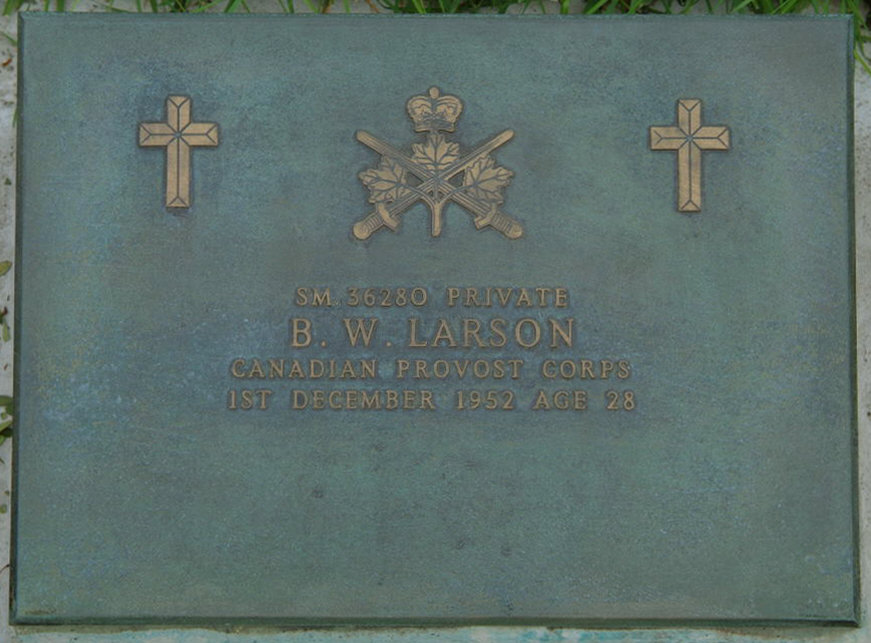 SM. 36280 PRIVATE
B. W. LARSON
CANADIAN PROVOST CORPS
1ST DECEMBER 1952 AGE 28